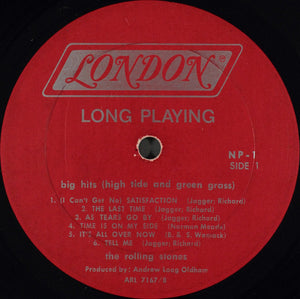 LONDON®
LONG PLAYING
NP-1
SIDE 1
big hits (high tide and green grass)
1. (I Can't Get No) SATISFACTION (Jagger; Richard)
2. THE LAST TIME (Jagger; Richard)
3. AS TEARS GO BY (Jagger; Richard)
4. TIME IS ON MY SIDE (Norman Meade)
5. IT'S ALL OVER NOW (B. & S. Womack)
6. TELL ME (Jagger; Richard)
the rolling stones
Produced by: Andrew Loog Oldham
ARL 7167/S